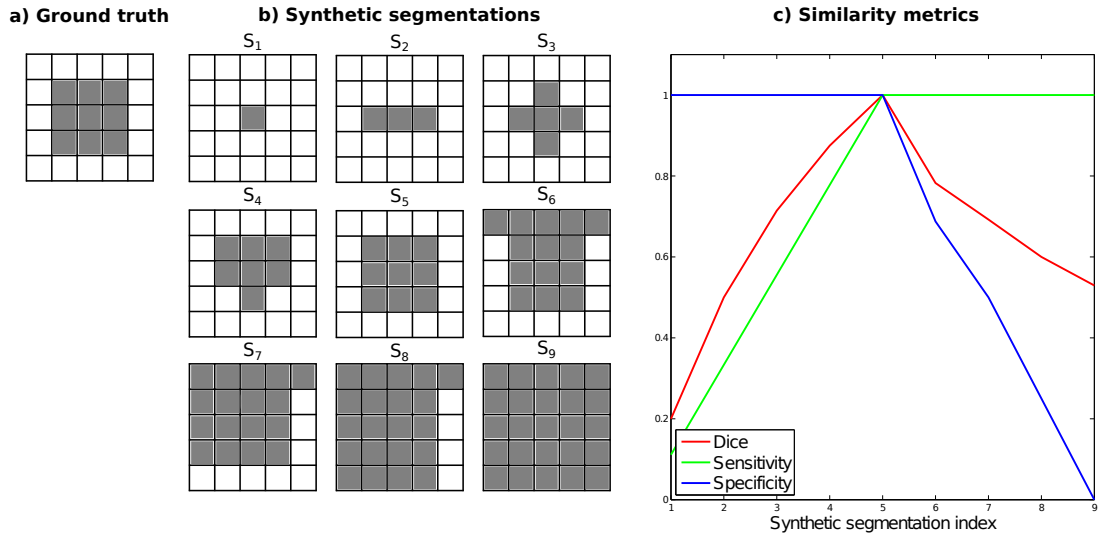 a) Ground truth
b) Synthetic segmentations
c) Similarity metrics
S1
S2
S3
S4
S5
S6
S7
S8
S9
1
0.8
0.6
0.4
0.2
0
Dice
Sensitivity
Specificity
1 2 3 4 5 6 7 8 9
Synthetic segmentation index